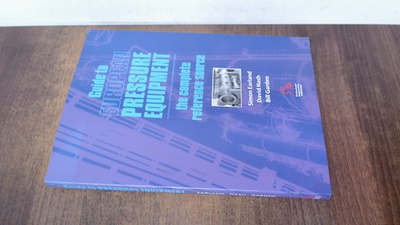 Guide to
EUROPEAN
PRESSURE
EQUIPMENT
the complete
reference source
Simon Earland
David Nash
Bill Garden